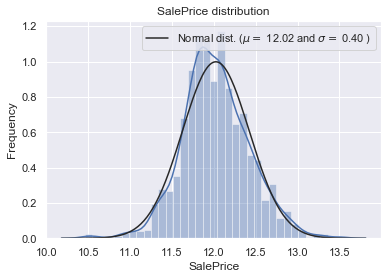 SalePrice distribution
Normal dist. (μ = 12.02 and σ = 0.40 )
Frequency
1.2
1.0
0.8
0.6
0.4
0.2
0.0
10.0 10.5 11.0 11.5 12.0 12.5 13.0 13.5
SalePrice